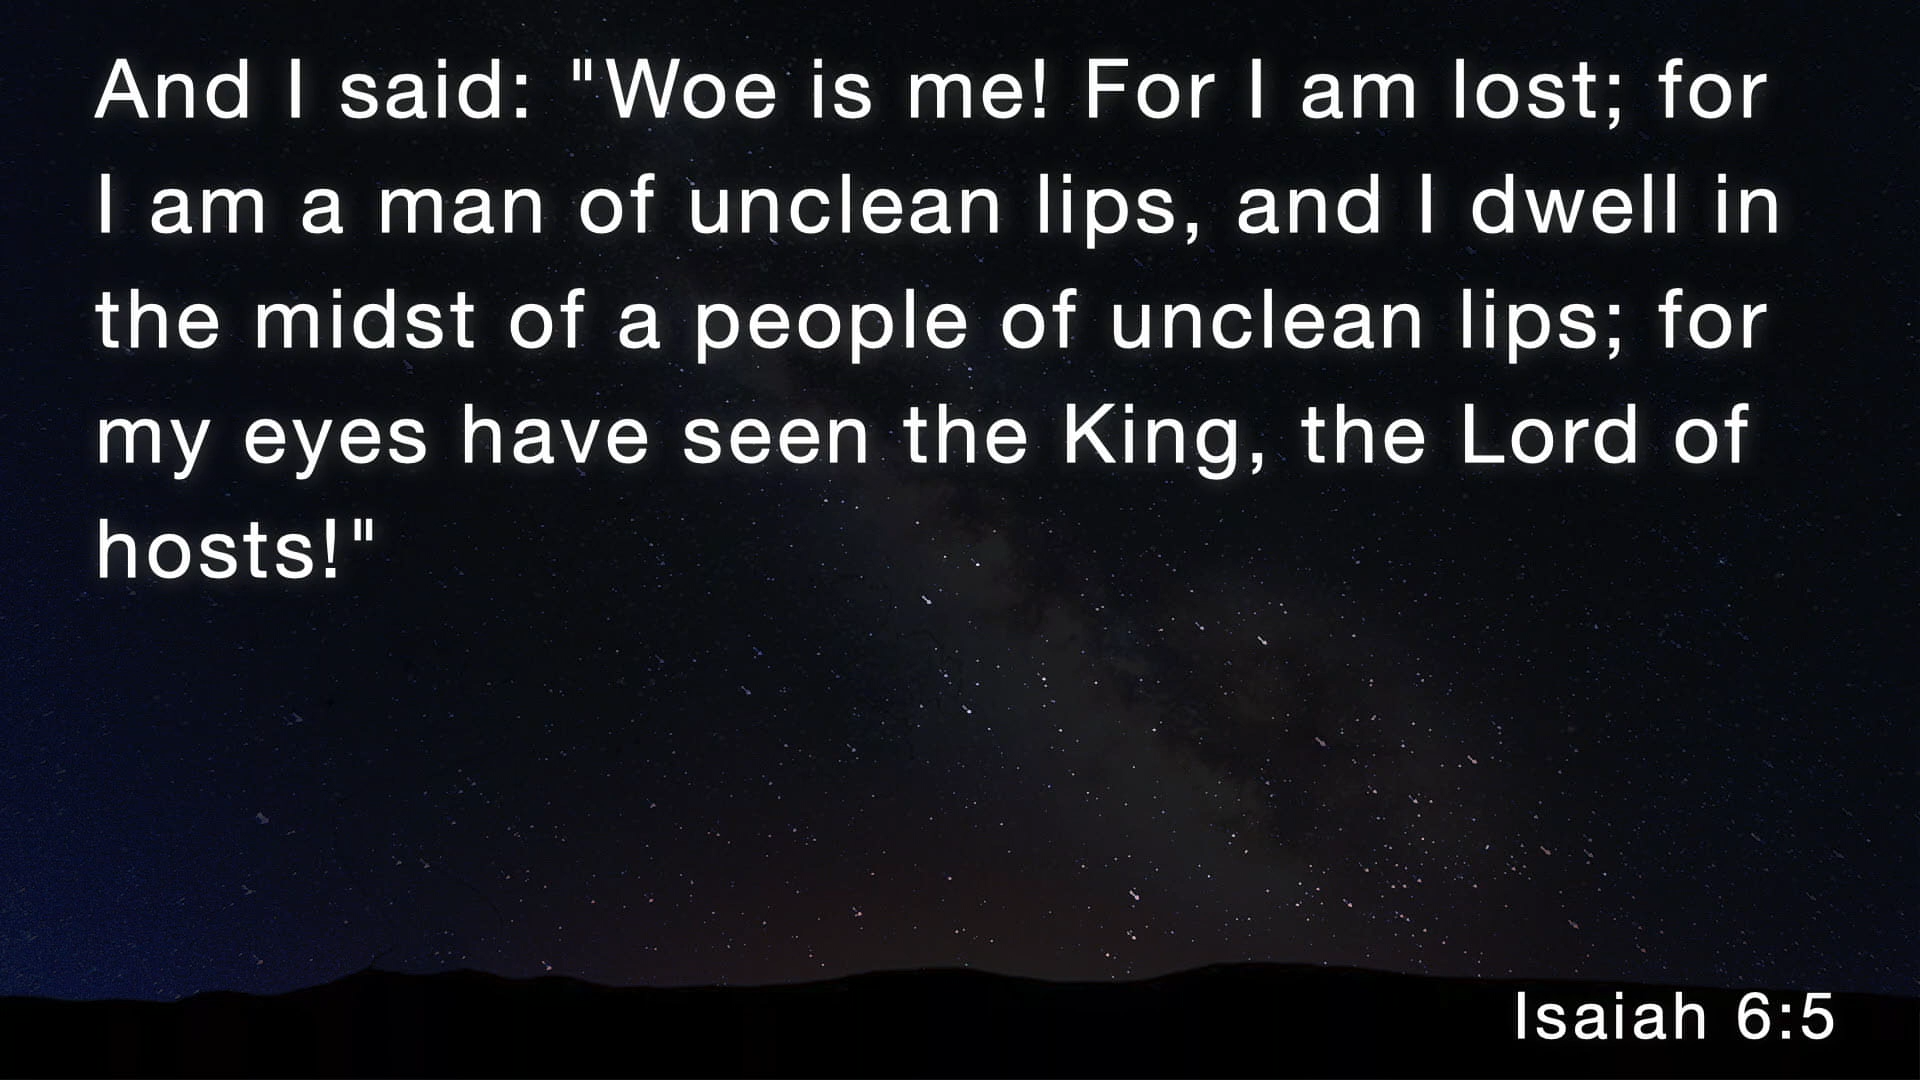 And I said: "Woe is me! For I am lost; for
I am a man of unclean lips, and I dwell in
the midst of a people of unclean lips; for
my eyes have seen the King, the Lord of
hosts!"
Isaiah 6:5